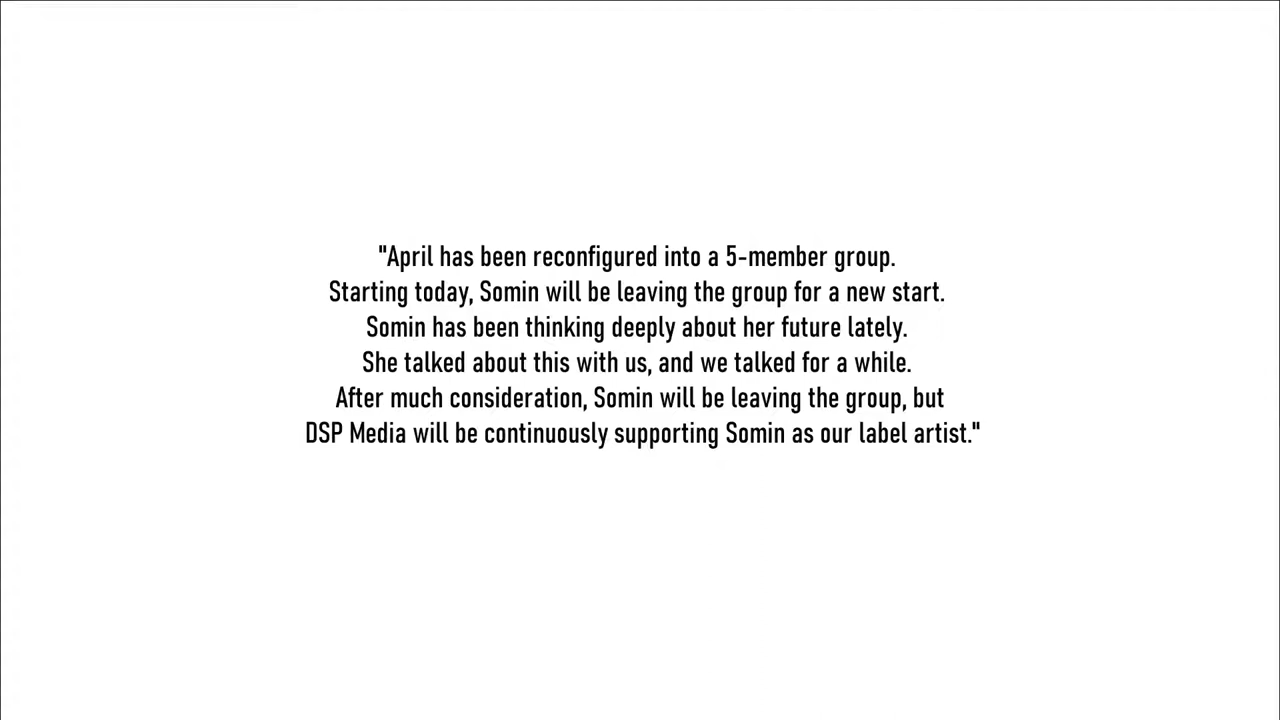 "April has been reconfigured into a 5-member group.
Starting today, Somin will be leaving the group for a new start.
Somin has been thinking deeply about her future lately.
She talked about this with us, and we talked for a while.
After much consideration, Somin will be leaving the group, but
DSP Media will be continuously supporting Somin as our label artist."